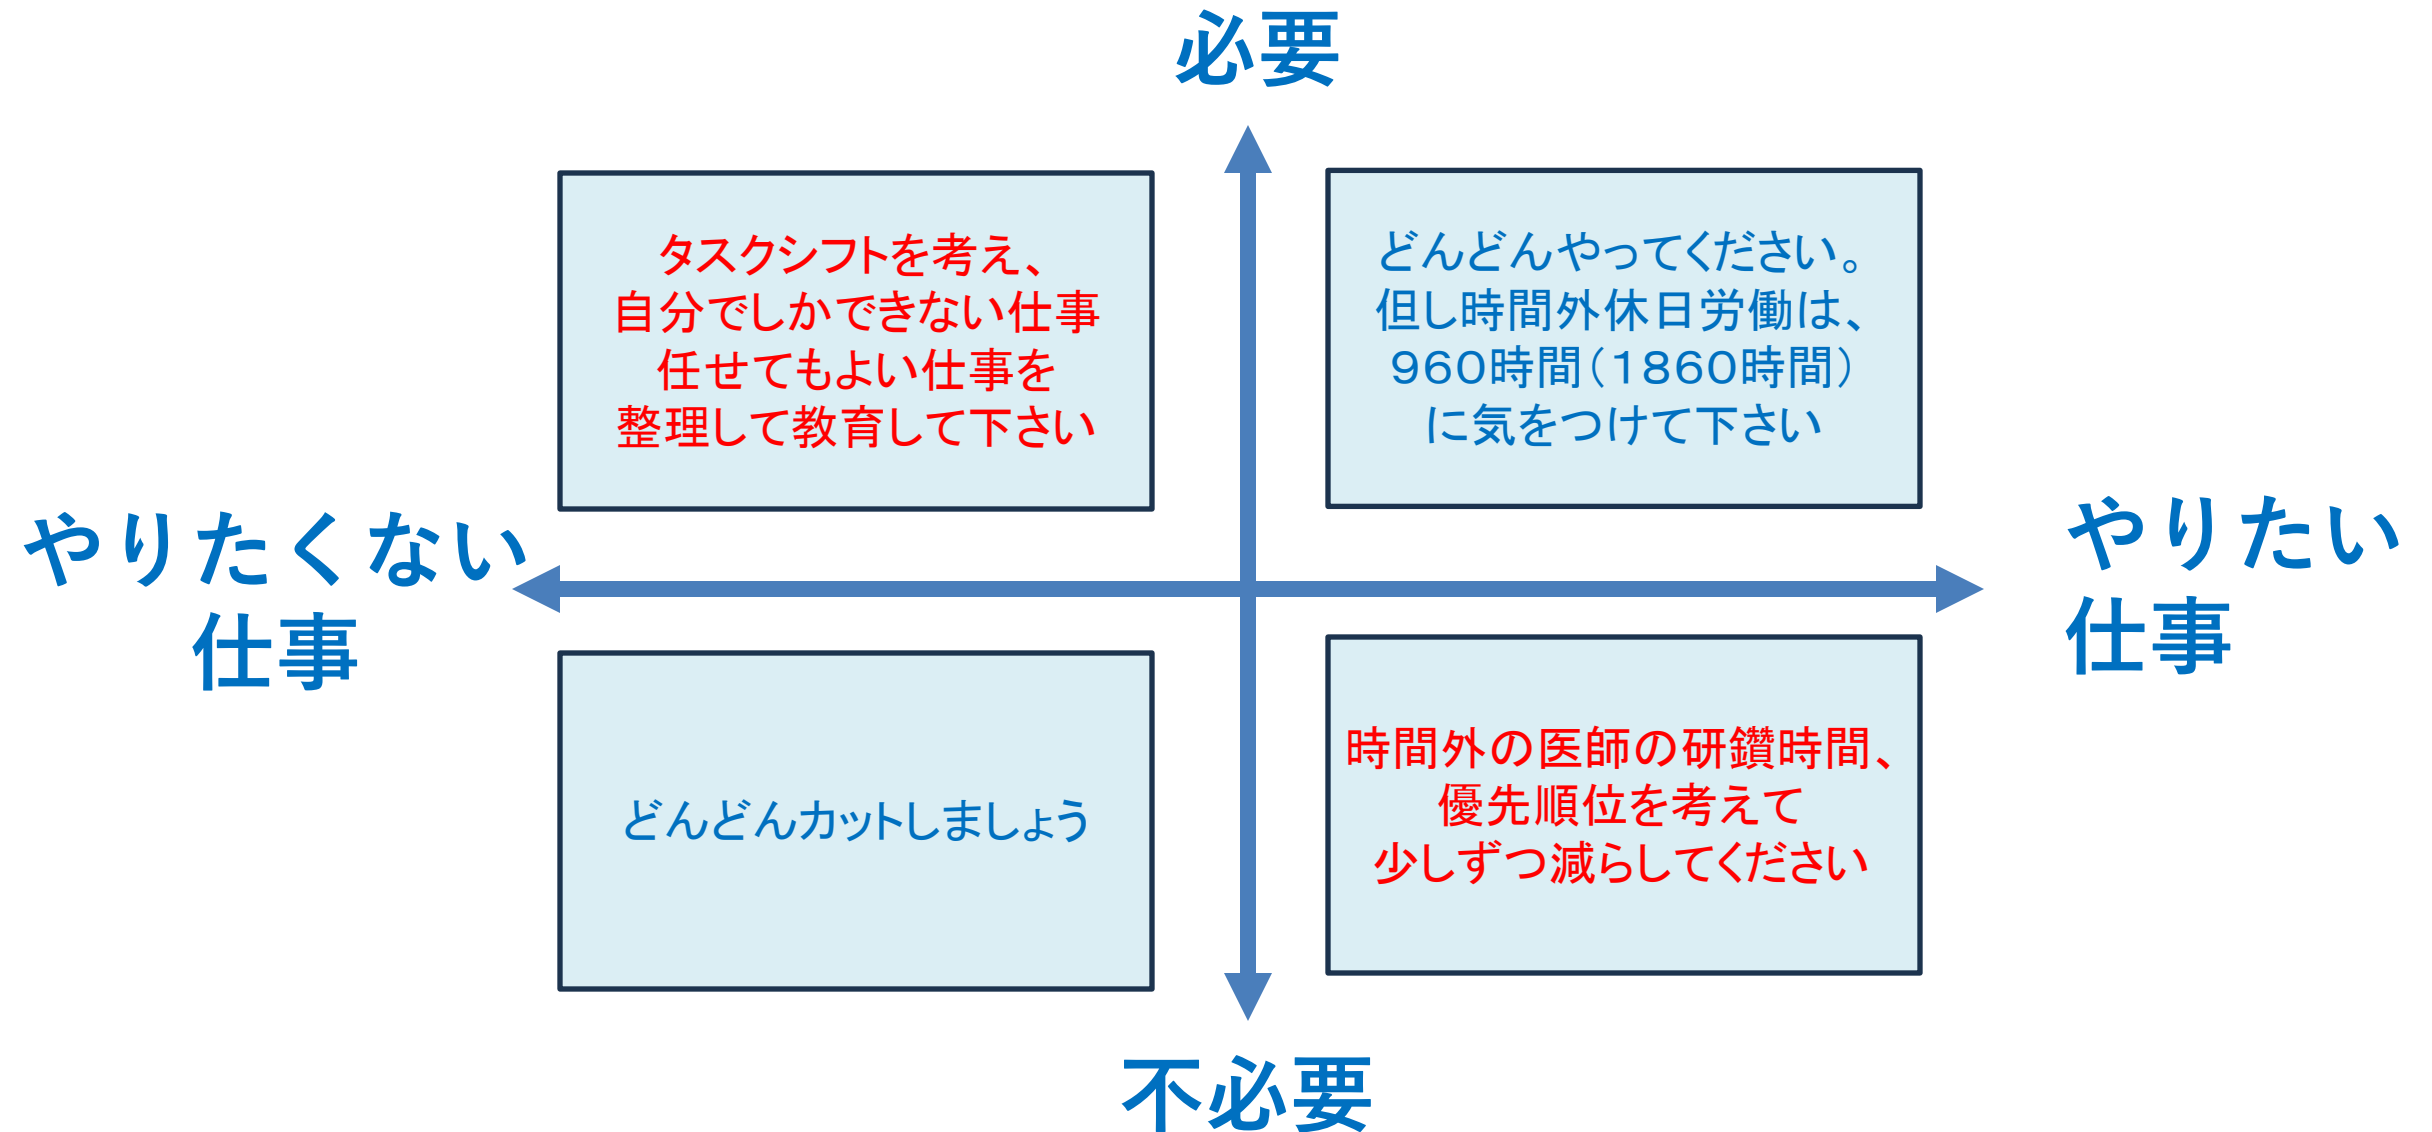 必要
タスクシフトを考え、
自分でしかできない仕事
任せてもよい仕事を
整理して教育して下さい
どんどんやってください。
但し時間外休日労働は、
960時間（1860時間）
に気をつけて下さい
やりたくない
仕事
やりたい
仕事
どんどんカットしましょう
時間外の医師の研鑽時間、
優先順位を考えて
少しずつ減らしてください
不必要